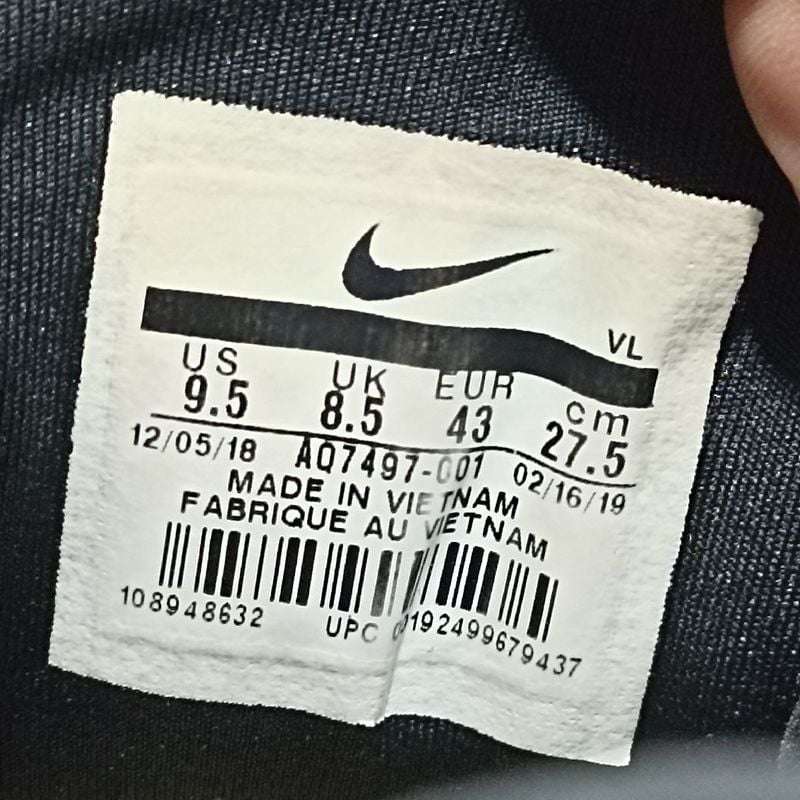 VL
US UK EUR cm
9.5 8.5 43 27.5
12/05/18 AQ7497-001 02/16/19
MADE IN VIETNAM
FABRIQUE AU VIETNAM
108948632 UPC 00192499679437